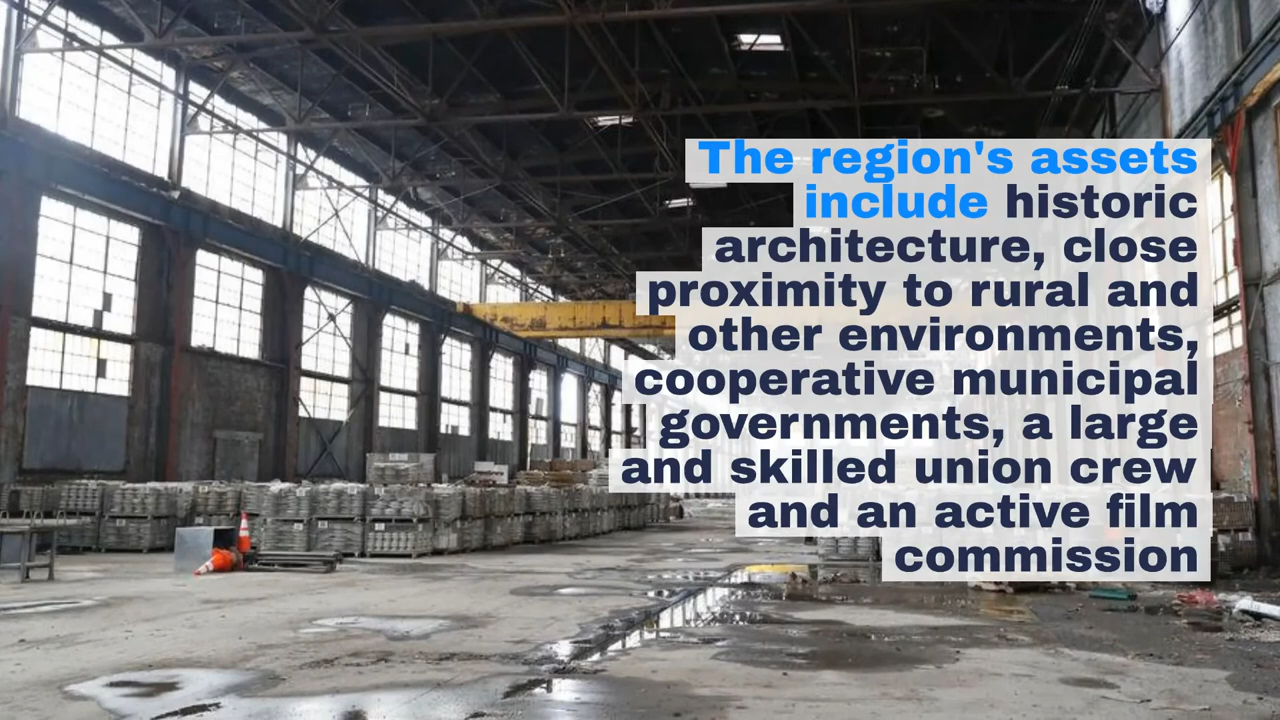 The region's assets
include historic
architecture, close
proximity to rural and
other environments,
cooperative municipal
governments, a large
and skilled union crew
and an active film
commission